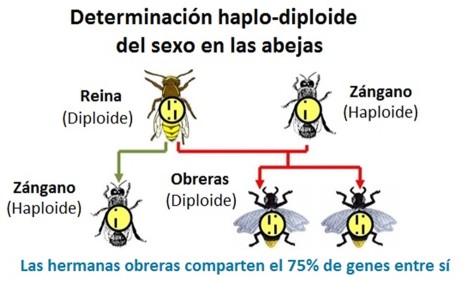 Determinación haplo-diploide
del sexo en las abejas
Reina
(Diploide)
Zángano
(Haploide)
Zángano
(Haploide)
Obreras
(Diploide)
Las hermanas obreras comparten el 75% de genes entre sí